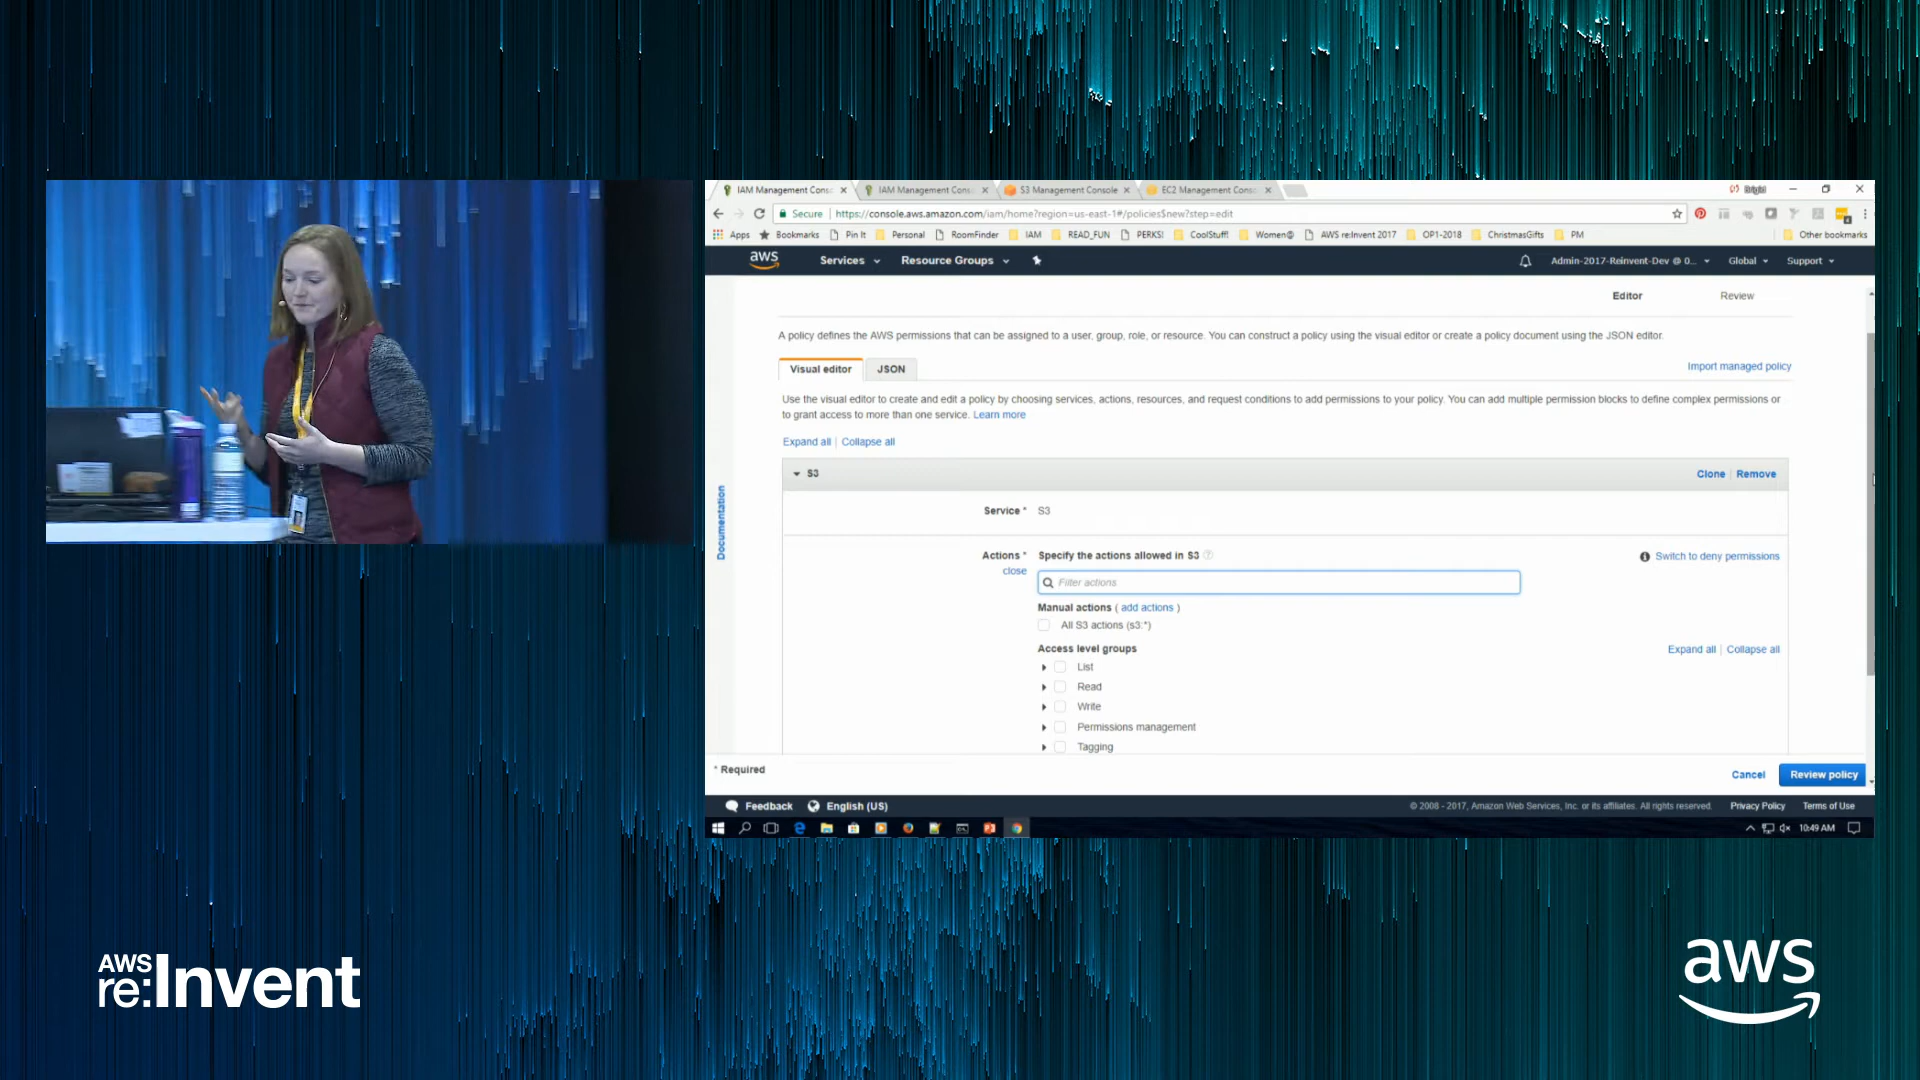 IAM Management Cons
IAM Management Cons
S3 Management Console
EC2 Management Cons
Secure
https://console.aws.amazon.com/iam/home?region=us-east-1#/policies$new?step=edit
Apps
Bookmarks
Pin It
Personal
RoomFinder
IAM
READ_FUN
PERKS!
CoolStuff!
Women@
AWS re:Invent 2017
OP1-2018
ChristmasGifts
PM
Other bookmarks
aws
Services
Resource Groups
Admin-2017-Reinvent-Dev @ 0...
Global
Support
Editor
Review
A policy defines the AWS permissions that can be assigned to a user, group, role, or resource. You can construct a policy using the visual editor or create a policy document using the JSON editor.
Visual editor
JSON
Import managed policy
Use the visual editor to create and edit a policy by choosing services, actions, resources, and request conditions to add permissions to your policy. You can add multiple permission blocks to define complex permissions or
to grant access to more than one service. Learn more
Expand all | Collapse all
Documentation
S3
Clone | Remove
Service * S3
Actions *
close
Specify the actions allowed in S3
Switch to deny permissions
Filter actions
Manual actions ( add actions )
All S3 actions (s3:*)
Access level groups
Expand all | Collapse all
List
Read
Write
Permissions management
Tagging
* Required
Cancel
Review policy
Feedback
English (US)
© 2008 - 2017, Amazon Web Services, Inc. or its affiliates. All rights reserved.
Privacy Policy
Terms of Use
10:49 AM
AWS
re:Invent
aws